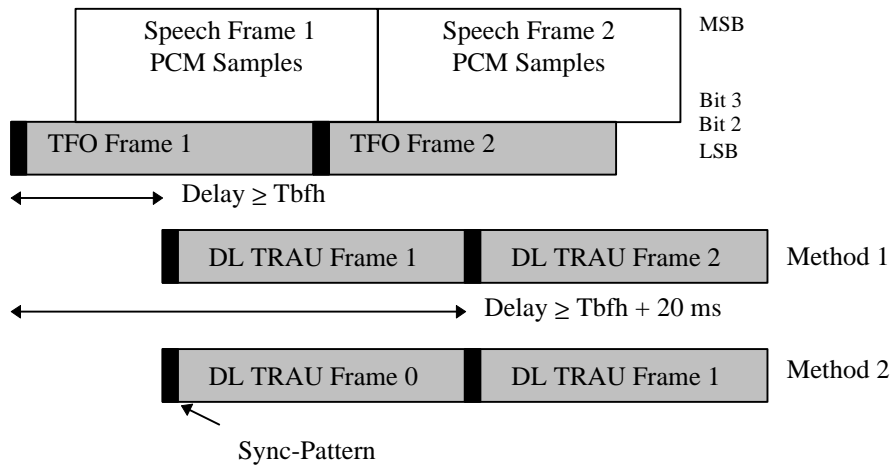 Speech Frame 1
PCM Samples
Speech Frame 2
PCM Samples
MSB
Bit 3
Bit 2
LSB
TFO Frame 1
TFO Frame 2
Delay ≥ Tbfh
DL TRAU Frame 1
DL TRAU Frame 2
Method 1
Delay ≥ Tbfh + 20 ms
DL TRAU Frame 0
DL TRAU Frame 1
Method 2
Sync-Pattern